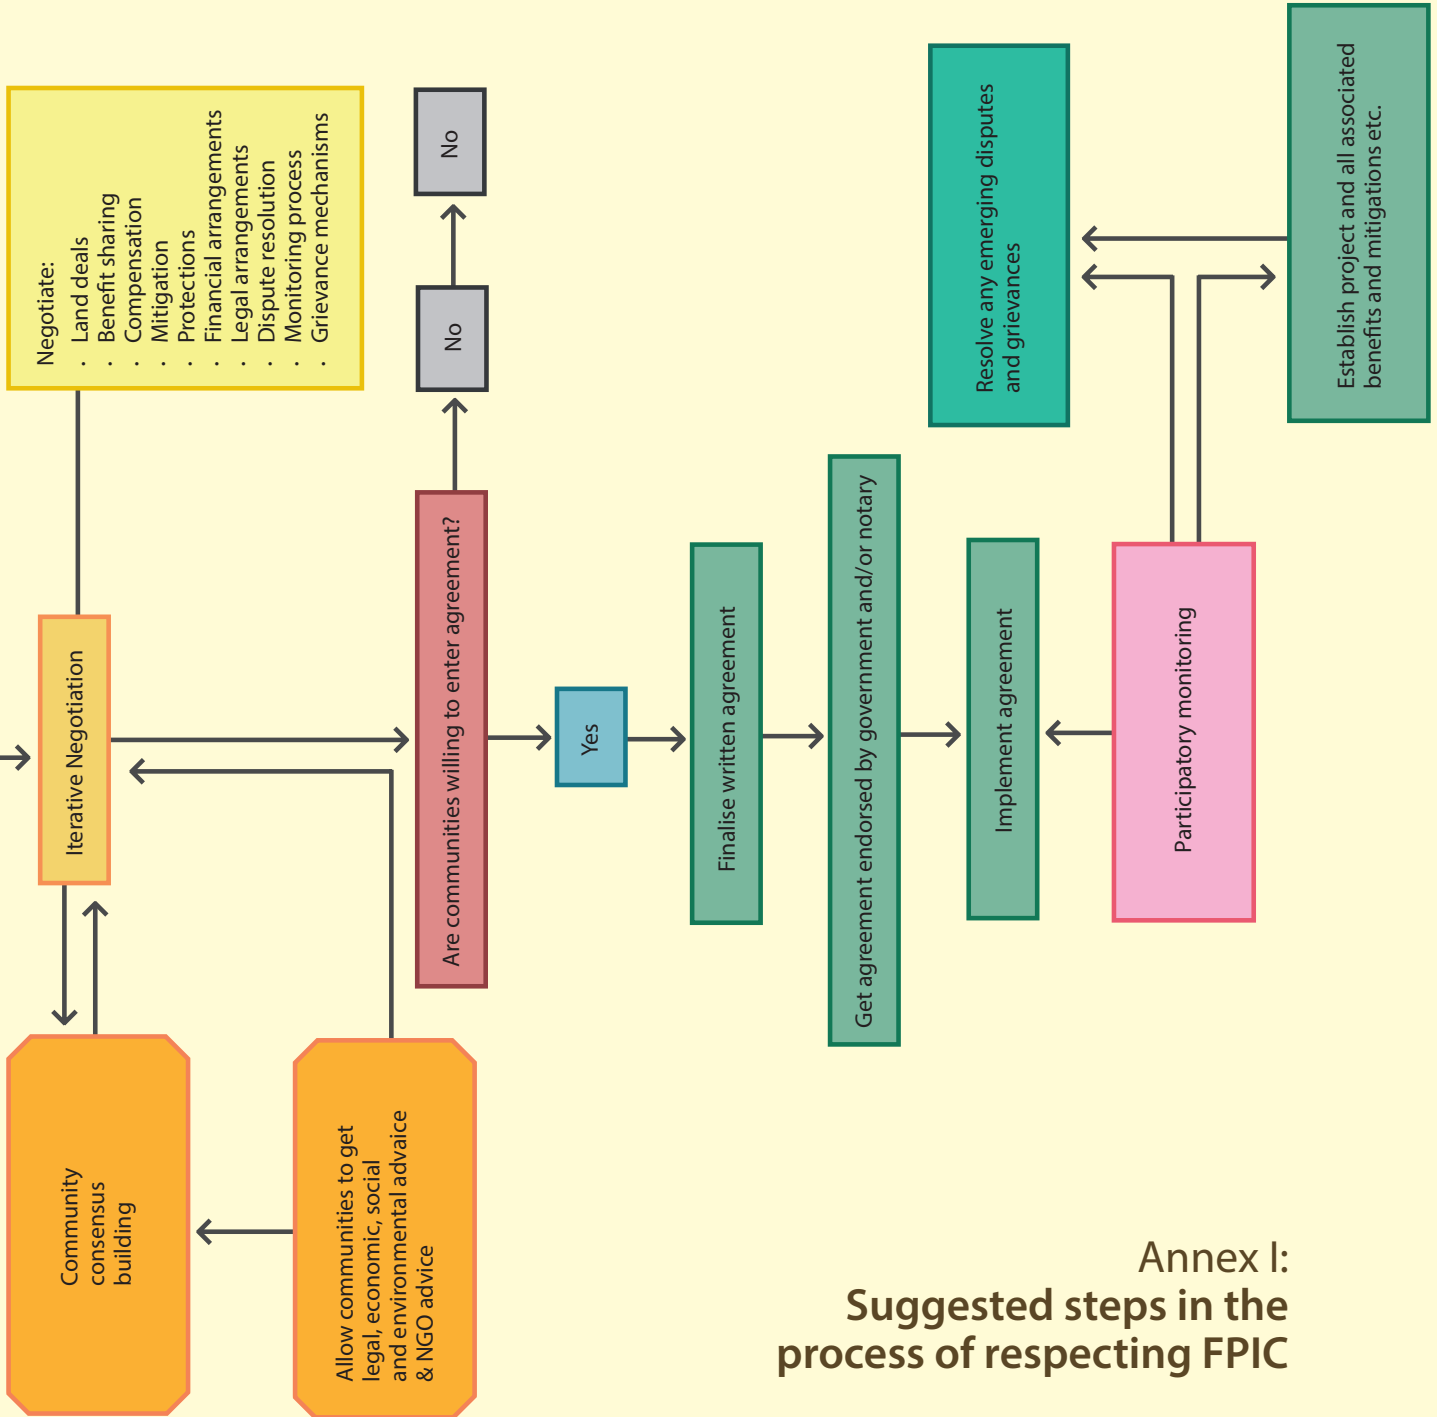 Negotiate:
· Land deals
· Benefit sharing
· Compensation
· Mitigation
· Protections
· Financial arrangements
· Legal arrangements
· Dispute resolution
· Monitoring process
· Grievance mechanisms
Iterative Negotiation
Community
consensus
building
Allow communities to get
legal, economic, social
and environmental advaice
& NGO advice
Are communities willing to enter agreement?
No
No
Yes
Finalise written agreement
Get agreement endorsed by government and/or notary
Implement agreement
Participatory monitoring
Resolve any emerging disputes
and grievances
Establish project and all associated
benefits and mitigations etc.
Annex I:
Suggested steps in the
process of respecting FPIC